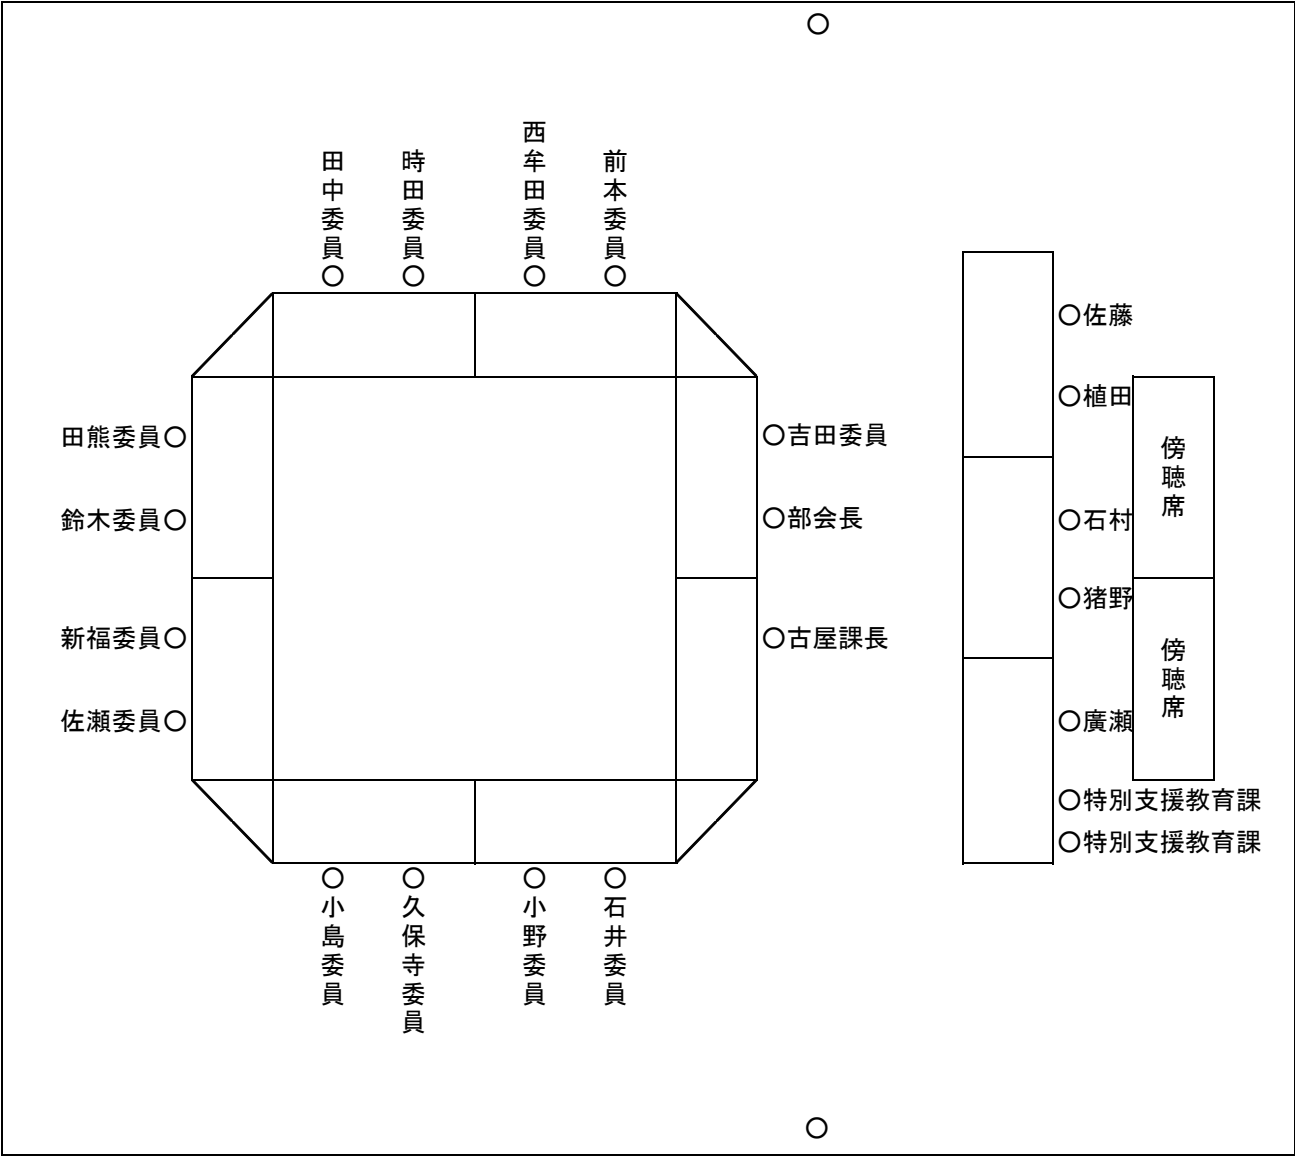 ○
田中委員○
時田委員○
西牟田委員○
前本委員○
田熊委員○
鈴木委員○
新福委員○
佐瀬委員○
○吉田委員
○部会長
○古屋課長
○小島委員
○久保寺委員
○小野委員
○石井委員
○佐藤
○植田
○石村
○猪野
○廣瀬
○特別支援教育課
○特別支援教育課
傍聴席
傍聴席
○